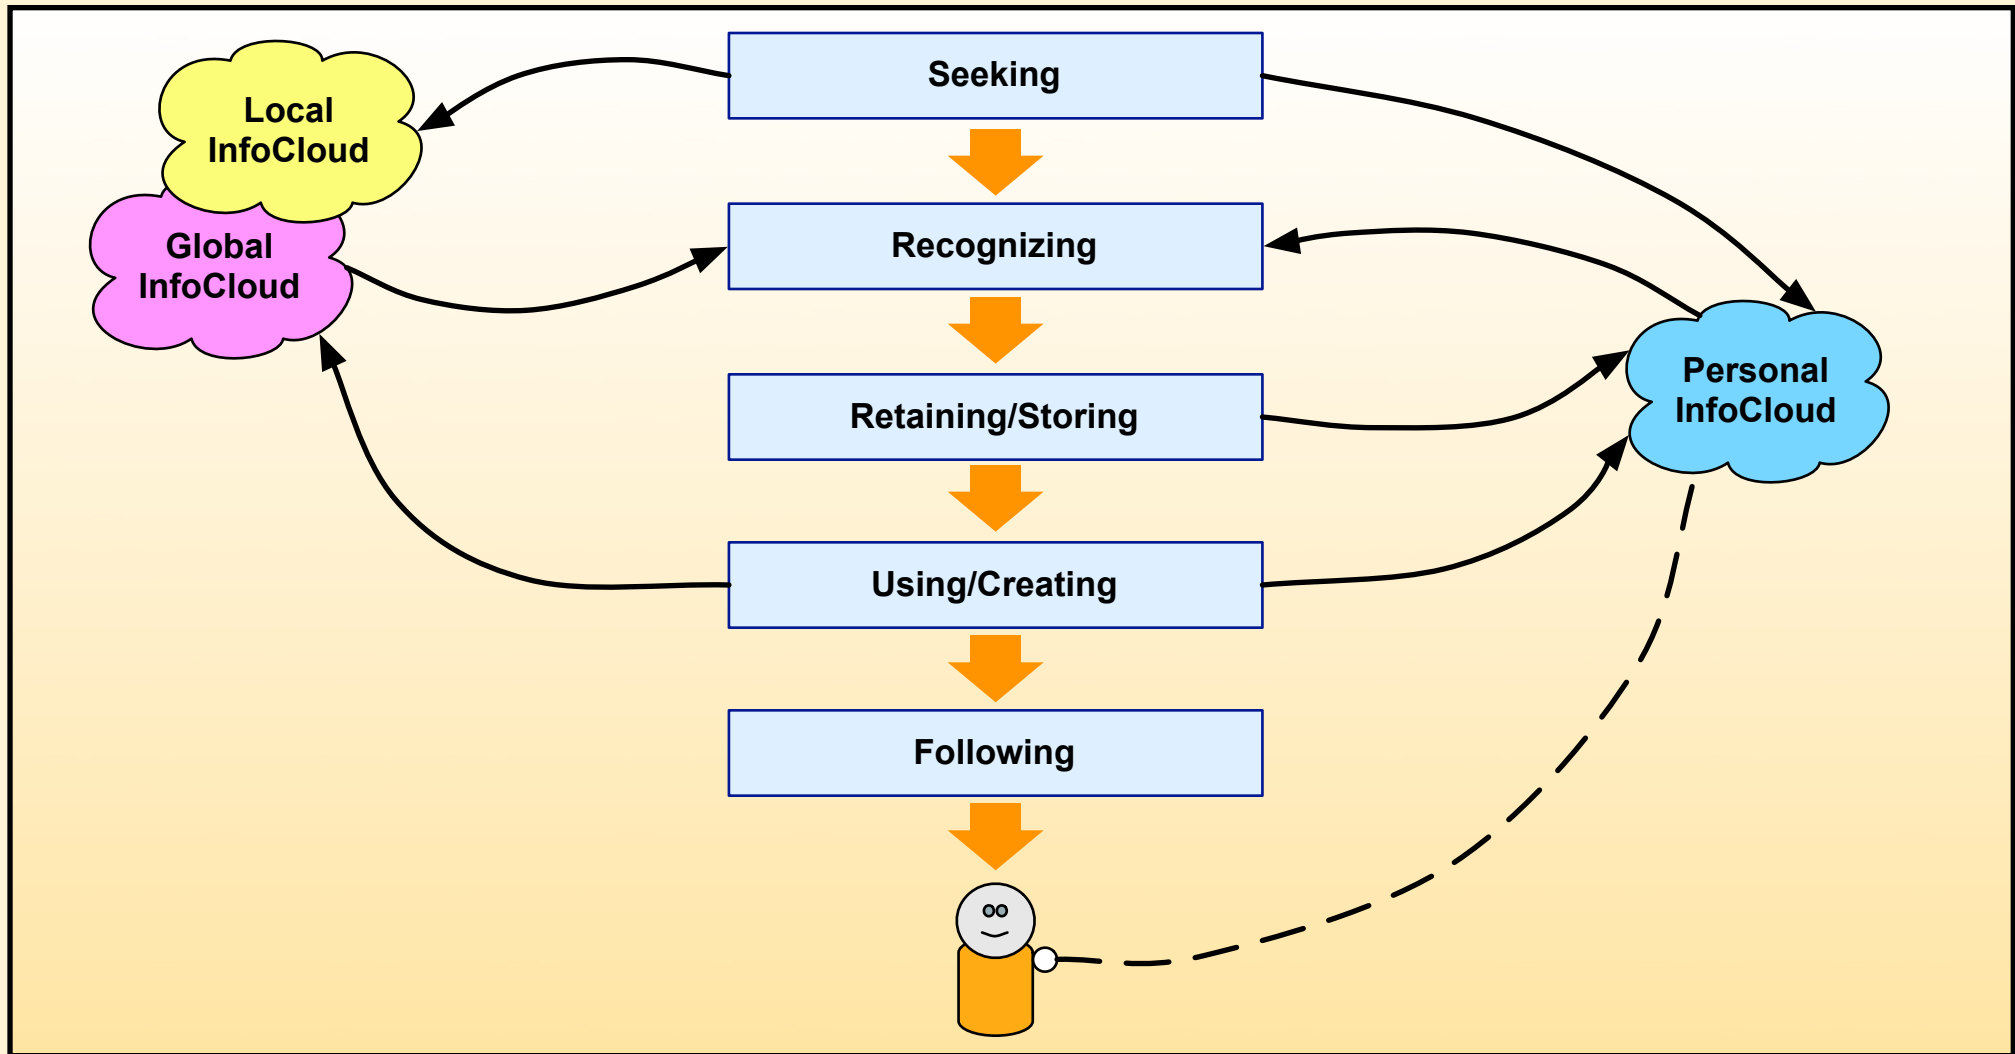 Seeking
Local
InfoCloud
Recognizing
Global
InfoCloud
Personal
InfoCloud
Retaining/Storing
Using/Creating
Following